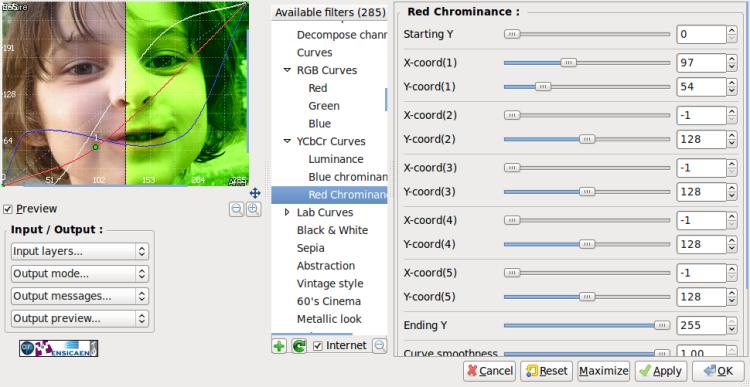 Before
255
191
128
64
0
51
102
153
204
255
1
Preview
Input / Output :
Input layers...
Output mode...
Output messages...
Output preview...
ENSICAEN
Available filters (285)
Decompose chann
Curves
RGB Curves
Red
Green
Blue
YCbCr Curves
Luminance
Blue chrominan
Red Chrominanc
Lab Curves
Black & White
Sepia
Abstraction
Vintage style
60's Cinema
Metallic look
Internet
Red Chrominance :
Starting Y 0
X-coord(1) 97
Y-coord(1) 54
X-coord(2) -1
Y-coord(2) 128
X-coord(3) -1
Y-coord(3) 128
X-coord(4) -1
Y-coord(4) 128
X-coord(5) -1
Y-coord(5) 128
Ending Y 255
Curve smoothness 1.00
Cancel
Reset
Maximize
Apply
OK